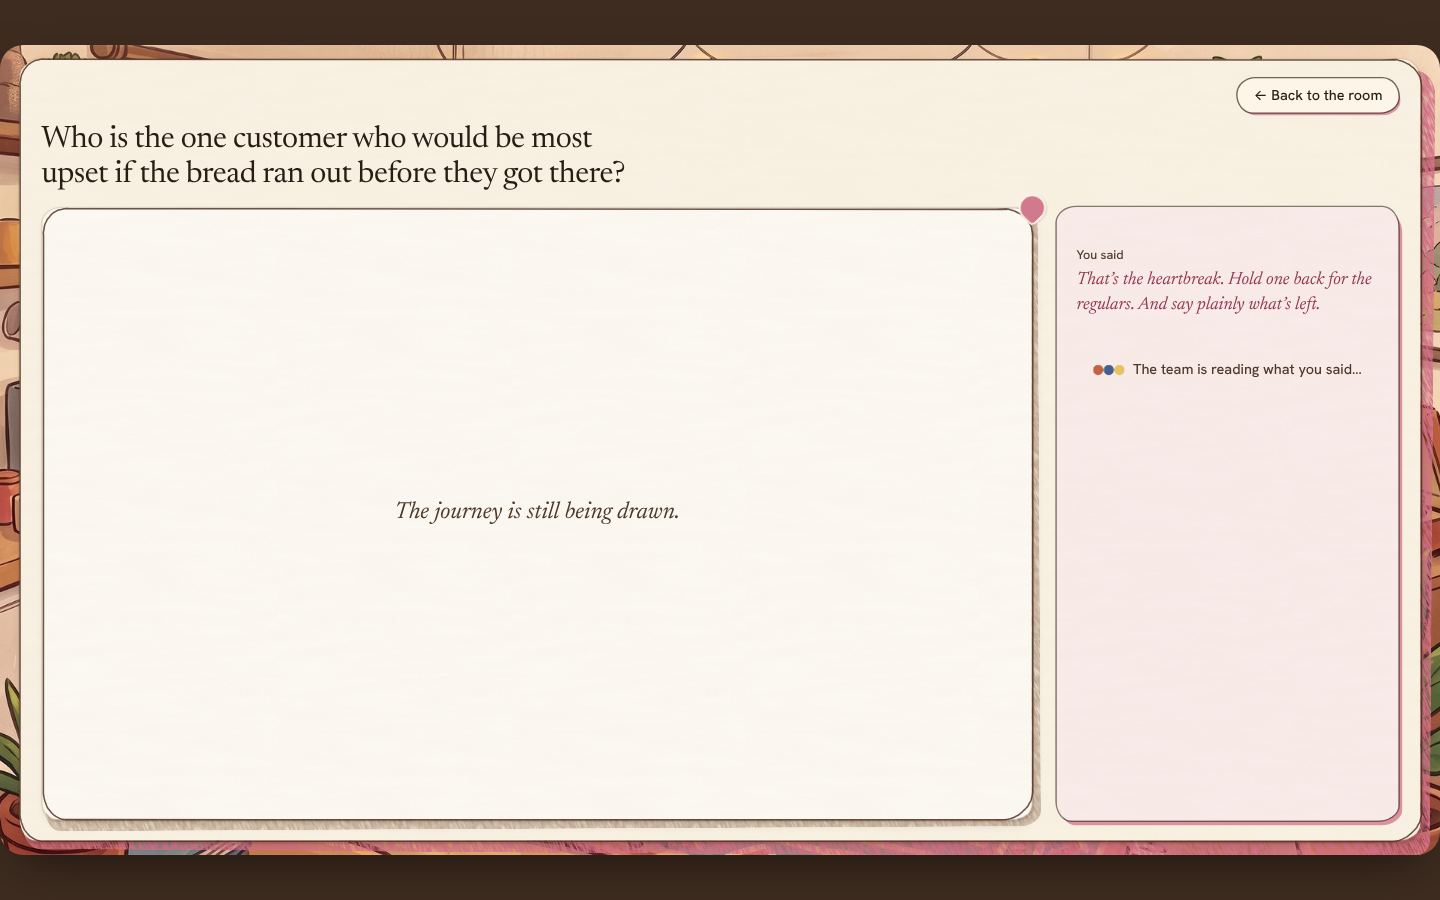 ← Back to the room
Who is the one customer who would be most
upset if the bread ran out before they got there?
You said
That’s the heartbreak. Hold one back for the
regulars. And say plainly what’s left.
The team is reading what you said...
The journey is still being drawn.